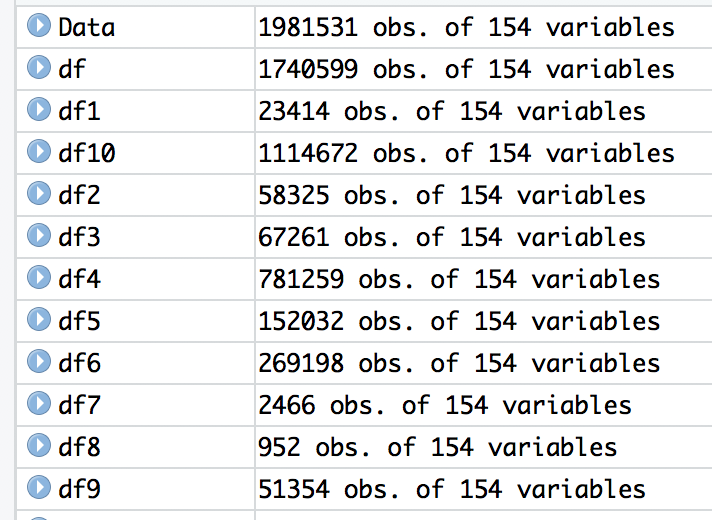 Data 1981531 obs. of 154 variables
df 1740599 obs. of 154 variables
df1 23414 obs. of 154 variables
df10 1114672 obs. of 154 variables
df2 58325 obs. of 154 variables
df3 67261 obs. of 154 variables
df4 781259 obs. of 154 variables
df5 152032 obs. of 154 variables
df6 269198 obs. of 154 variables
df7 2466 obs. of 154 variables
df8 952 obs. of 154 variables
df9 51354 obs. of 154 variables